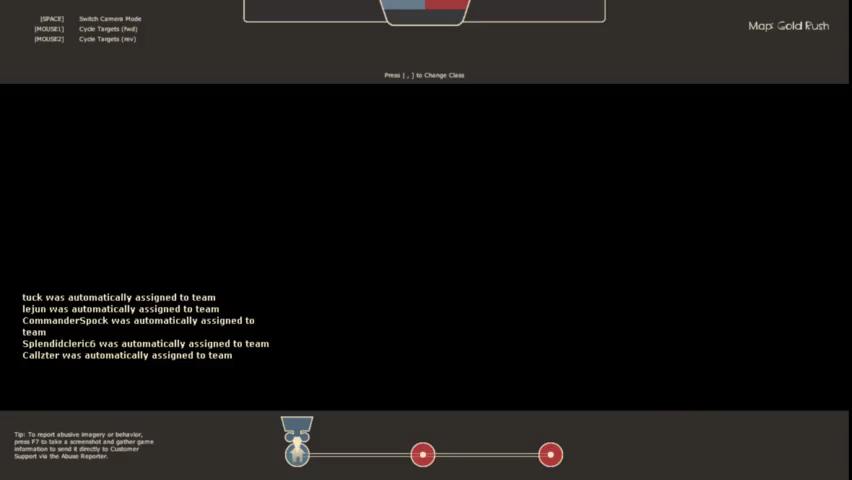 [SPACE] Switch Camera Mode
[MOUSE1] Cycle Targets (fwd)
[MOUSE2] Cycle Targets (rev)
Map: Gold Rush
Press [ , ] to Change Class
tuck was automatically assigned to team
lejun was automatically assigned to team
CommanderSpock was automatically assigned to
team
Splendidcleric6 was automatically assigned to team
Callzter was automatically assigned to team
Tip: To report abusive imagery or behavior,
press F7 to take a screenshot and gather game
information to send it directly to Customer
Support via the Abuse Reporter.